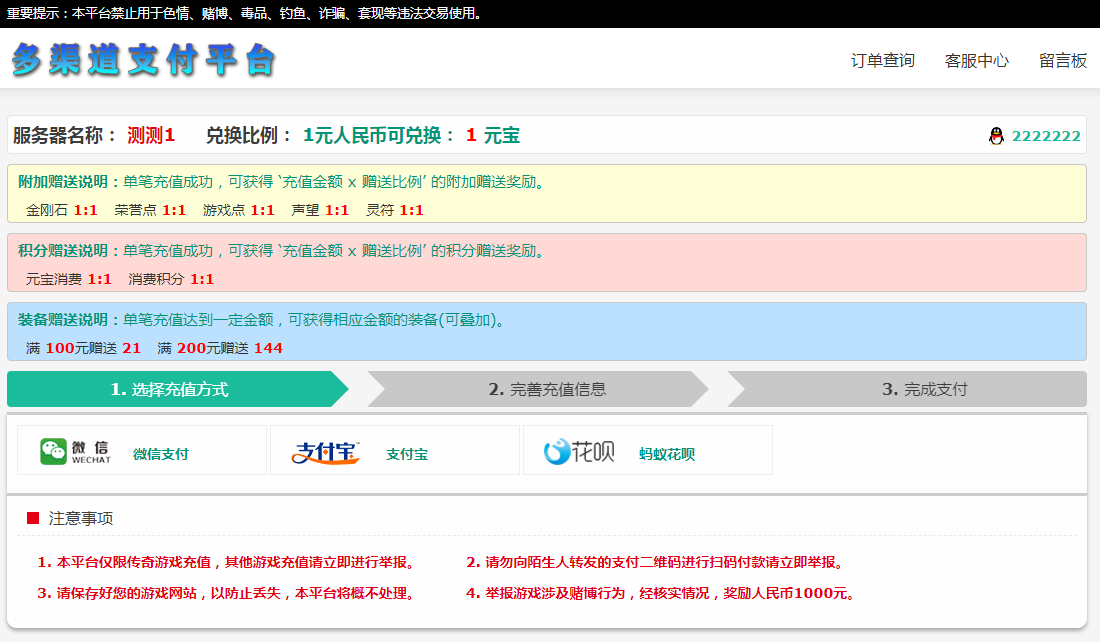 重要提示：本平台禁止用于色情、赌博、毒品、钓鱼、诈骗、套现等违法交易使用。
多渠道支付平台 订单查询 客服中心 留言板
服务器名称： 测测1 兑换比例： 1元人民币可兑换： 1 元宝 2222222
附加赠送说明：单笔充值成功，可获得 ‘充值金额 x 赠送比例’ 的附加赠送奖励。
金刚石 1:1 荣誉点 1:1 游戏点 1:1 声望 1:1 灵符 1:1
积分赠送说明：单笔充值成功，可获得 ‘充值金额 x 赠送比例’ 的积分赠送奖励。
元宝消费 1:1 消费积分 1:1
装备赠送说明：单笔充值达到一定金额，可获得相应金额的装备(可叠加)。
满 100元赠送 21 满 200元赠送 144
1. 选择充值方式 2. 完善充值信息 3. 完成支付
微信 WECHAT 微信支付 支付宝 支付宝 花呗 蚂蚁花呗
注意事项
1. 本平台仅限传奇游戏充值，其他游戏充值请立即进行举报。 2. 请勿向陌生人转发的支付二维码进行扫码付款请立即举报。
3. 请保存好您的游戏网站，以防止丢失，本平台将概不处理。 4. 举报游戏涉及赌博行为，经核实情况，奖励人民币1000元。